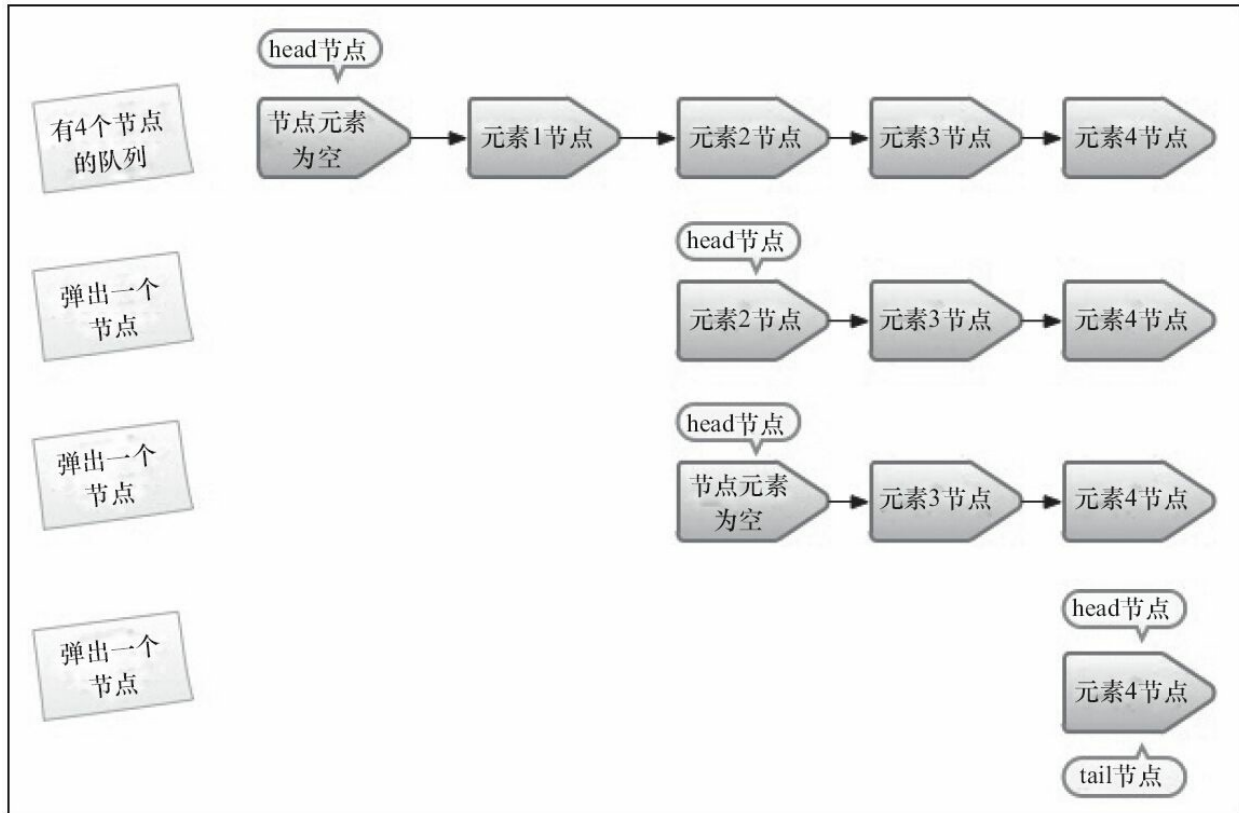 head节点
有4个节点
的队列
节点元素
为空
元素1节点
元素2节点
元素3节点
元素4节点
head节点
弹出一个
节点
元素2节点
元素3节点
元素4节点
head节点
弹出一个
节点
节点元素
为空
元素3节点
元素4节点
head节点
弹出一个
节点
元素4节点
tail节点